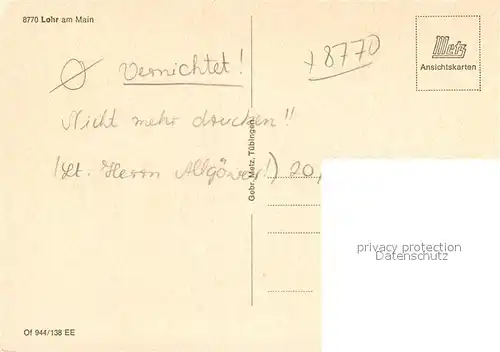 8770 Lohr am Main
Metz
Ansichtskarten
+8770
Ø Vernichtet!
Nicht mehr drucken!!
(Lt. Herrn Allgöwer!) 20,
Gebr. Metz, Tübingen
privacy protection
Datenschutz
Of 944/138 EE